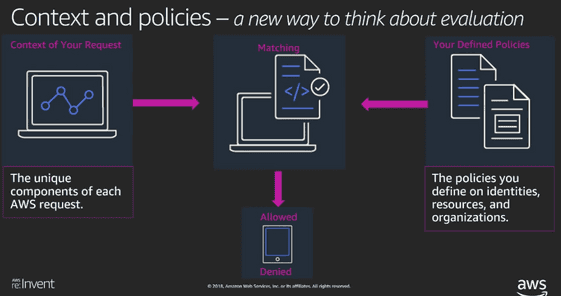 Context and policies – a new way to think about evaluation
Context of Your Request
Matching
Your Defined Policies
</>
The unique
components of each
AWS request.
The policies you
define on identities,
resources, and
organizations.
Allowed
Denied
AWS
re:Invent
© 2018, Amazon Web Services, Inc. or its affiliates. All rights reserved.
aws